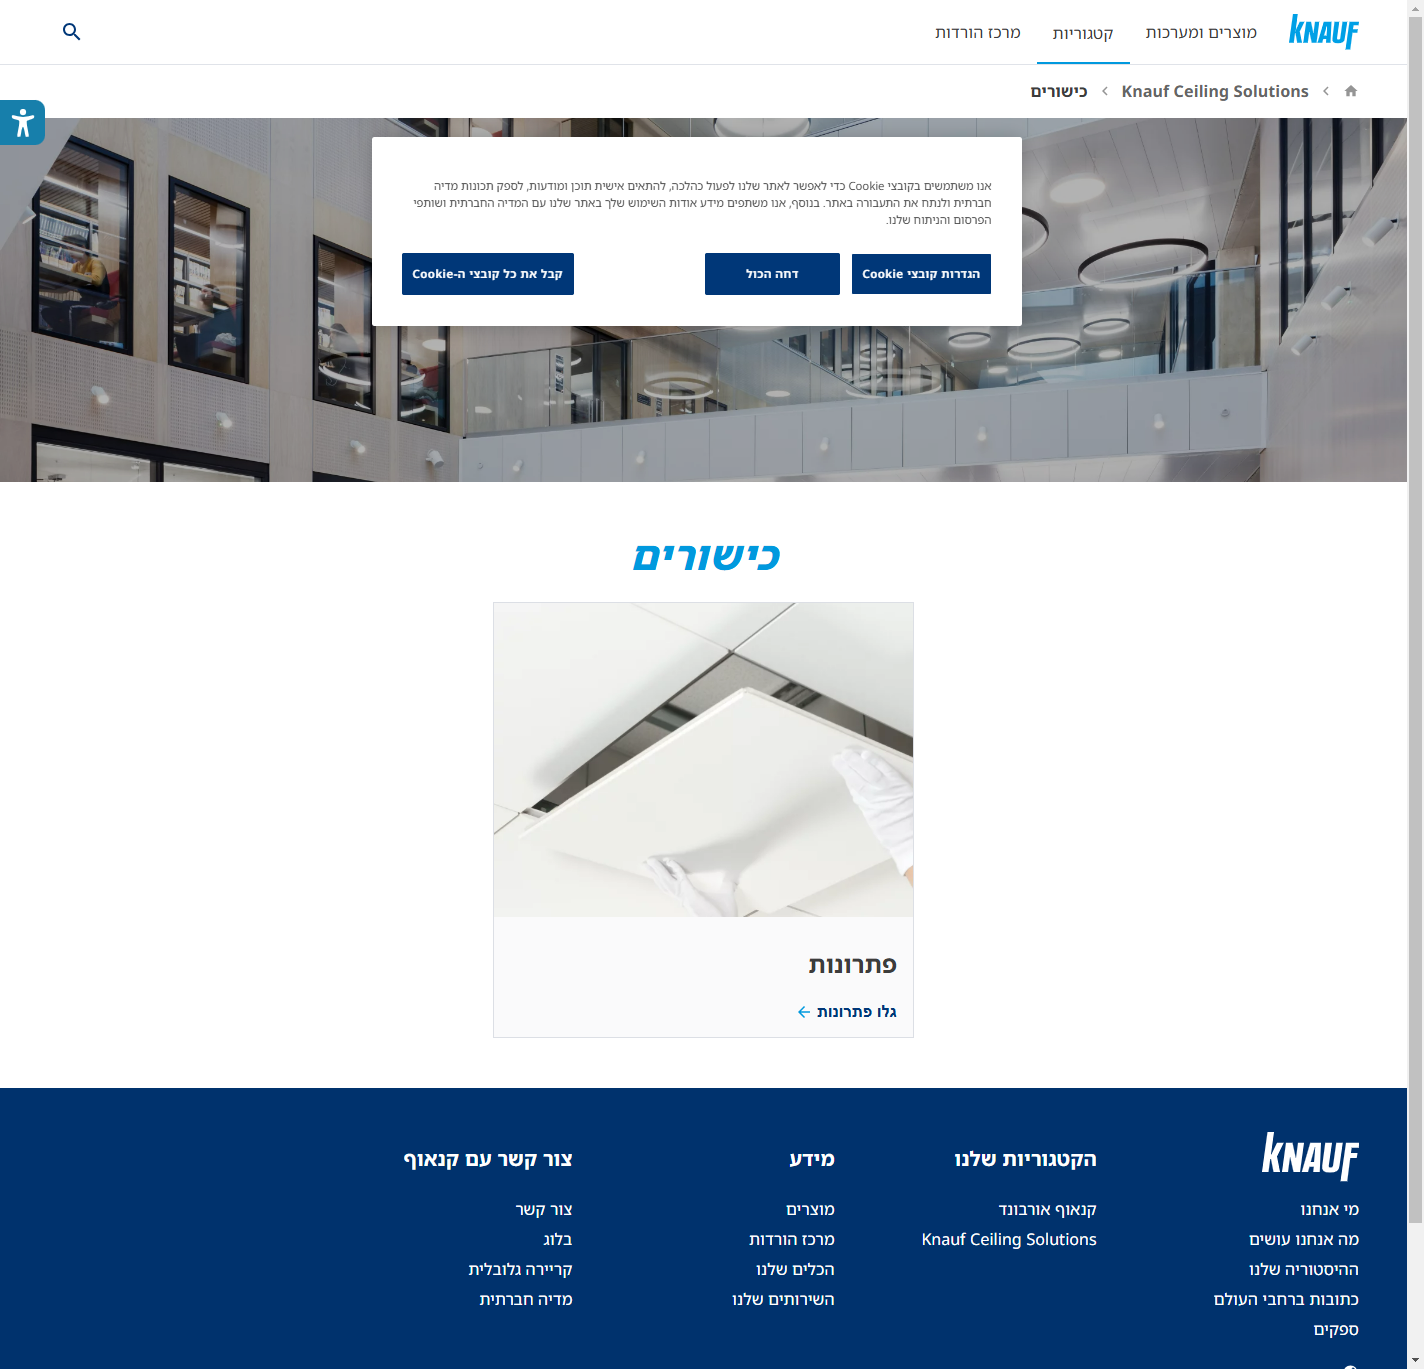 KNAUF
מוצרים ומערכות
קטגוריות
מרכז הורדות
Knauf Ceiling Solutions
כישורים
אנו משתמשים בקובצי Cookie כדי לאפשר לאתר שלנו לפעול כהלכה, להתאים אישית תוכן ומודעות, לספק תכונות מדיה
חברתית ולנתח את התעבורה באתר. בנוסף, אנו משתפים מידע אודות השימוש שלך באתר שלנו עם המדיה החברתית ושותפי
הפרסום והניתוח שלנו.
הגדרות קובצי Cookie
דחה הכול
קבל את כל קובצי ה-Cookie
כישורים
פתרונות
גלו פתרונות
KNAUF
מי אנחנו
מה אנחנו עושים
ההיסטוריה שלנו
כתובות ברחבי העולם
ספקים
הקטגוריות שלנו
קנאוף אורבונד
Knauf Ceiling Solutions
מידע
מוצרים
מרכז הורדות
הכלים שלנו
השירותים שלנו
צור קשר עם קנאוף
צור קשר
בלוג
קריירה גלובלית
מדיה חברתית